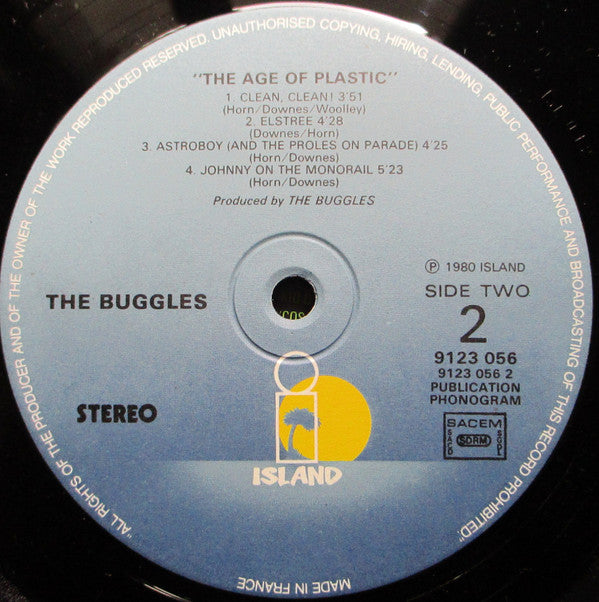 "ALL RIGHTS OF THE PRODUCER AND OF THE OWNER OF THE WORK REPRODUCED RESERVED. UNAUTHORISED COPYING, HIRING, LENDING, PUBLIC PERFORMANCE AND BROADCASTING OF THIS RECORD PROHIBITED"
"THE AGE OF PLASTIC"
1. CLEAN, CLEAN! 3'51
(Horn/Downes/Woolley)
2. ELSTREE 4'28
(Downes/Horn)
3. ASTROBOY (AND THE PROLES ON PARADE) 4'25
(Horn/Downes)
4. JOHNNY ON THE MONORAIL 5'23
(Horn/Downes)
Produced by THE BUGGLES
THE BUGGLES
STEREO
℗ 1980 ISLAND
SIDE TWO
2
9123 056
9123 056 2
PUBLICATION
PHONOGRAM
SACEM
SACD
SDRM
SGDL
ISLAND
MADE IN FRANCE